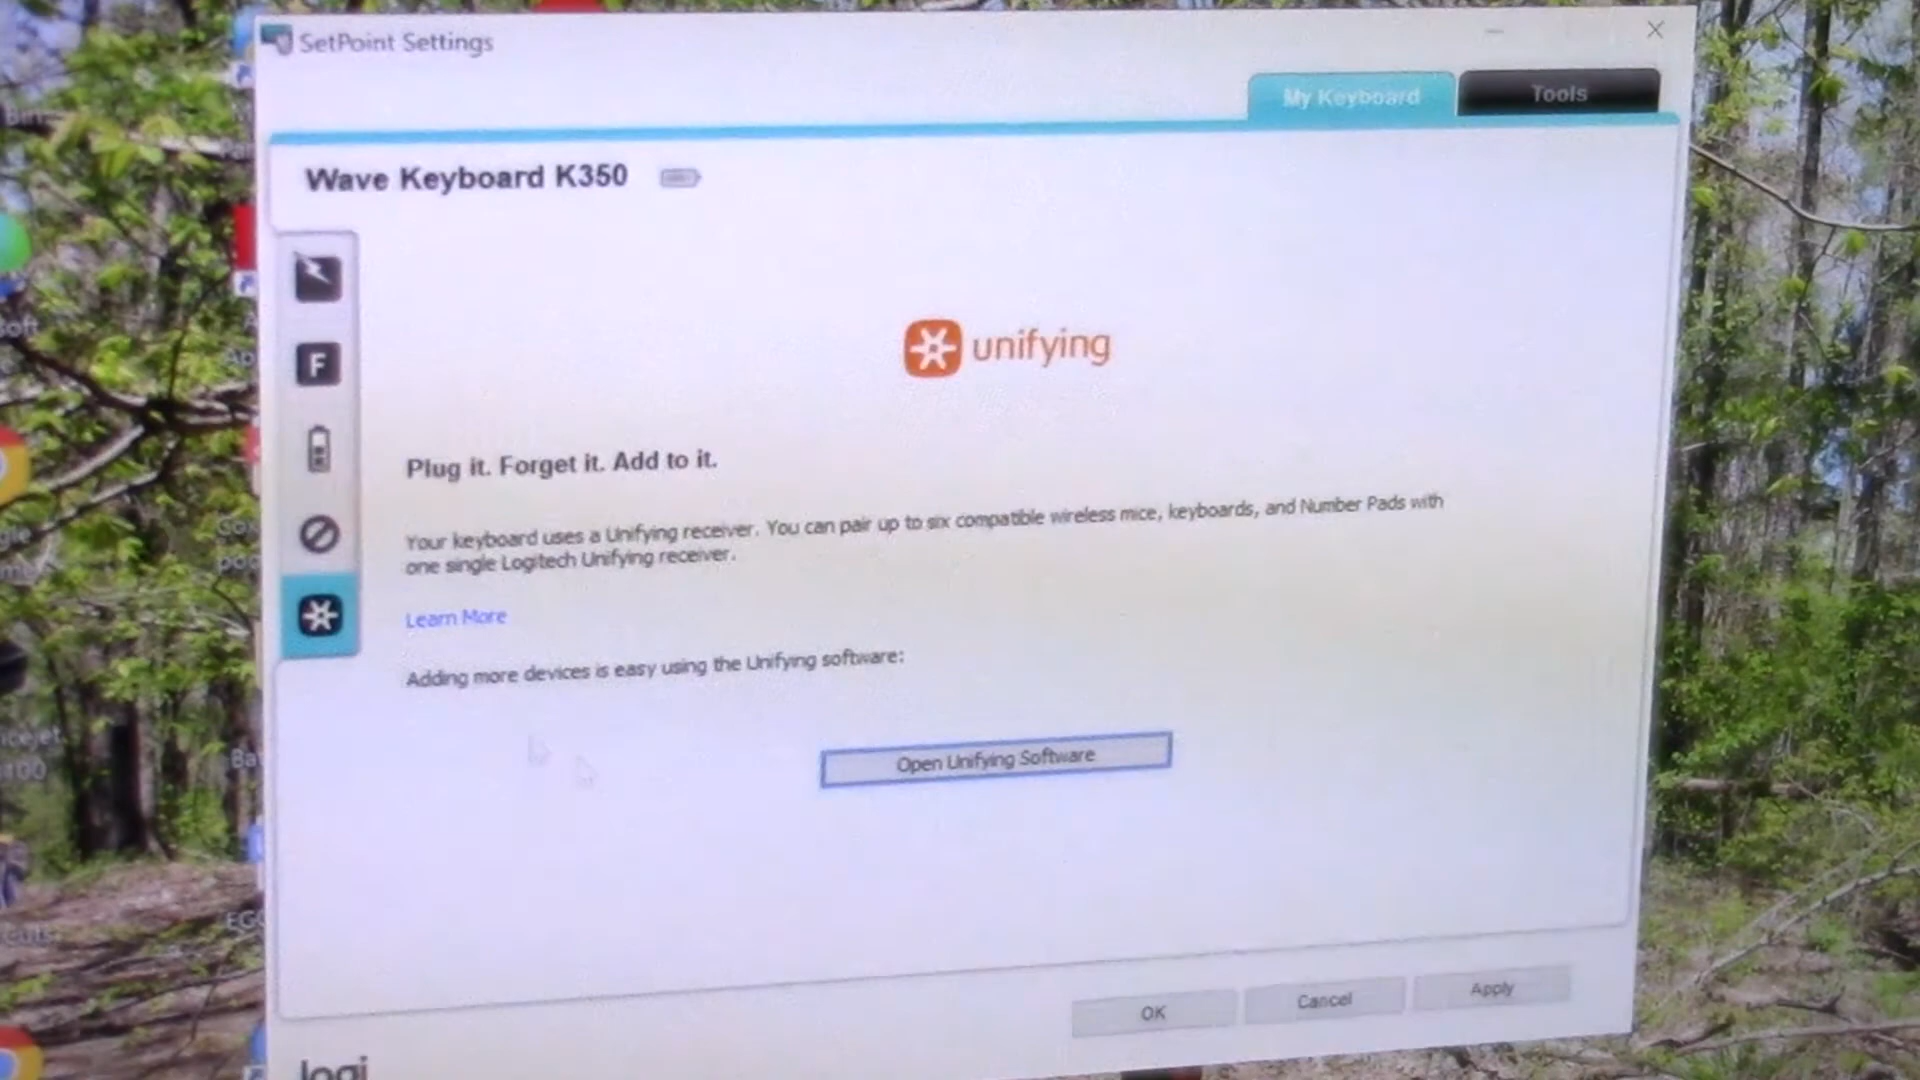 SetPoint Settings
My Keyboard
Tools
Wave Keyboard K350
F
unifying
Plug it. Forget it. Add to it.
Your keyboard uses a Unifying receiver. You can pair up to six compatible wireless mice, keyboards, and Number Pads with
one single Logitech Unifying receiver.
Learn More
Adding more devices is easy using the Unifying software:
Open Unifying Software
OK
Cancel
Apply
logi